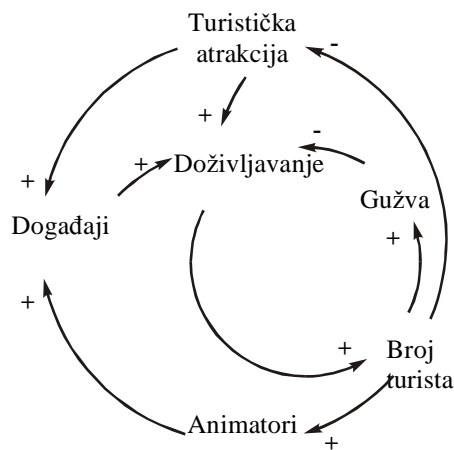 Turistička
atrakcija
-
+
-
+
Doživljavanje
+
Gužva
Događaji
+
+
+
Broj
turista
Animatori
+